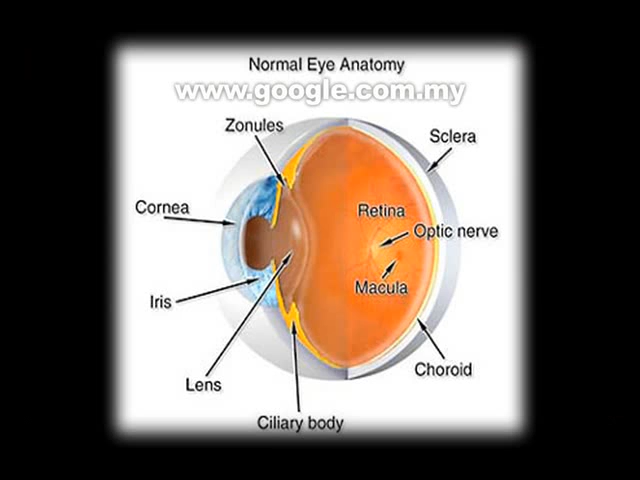 Normal Eye Anatomy
www.google.com.my
Zonules
Sclera
Cornea
Retina
Optic nerve
Macula
Iris
Choroid
Lens
Ciliary body